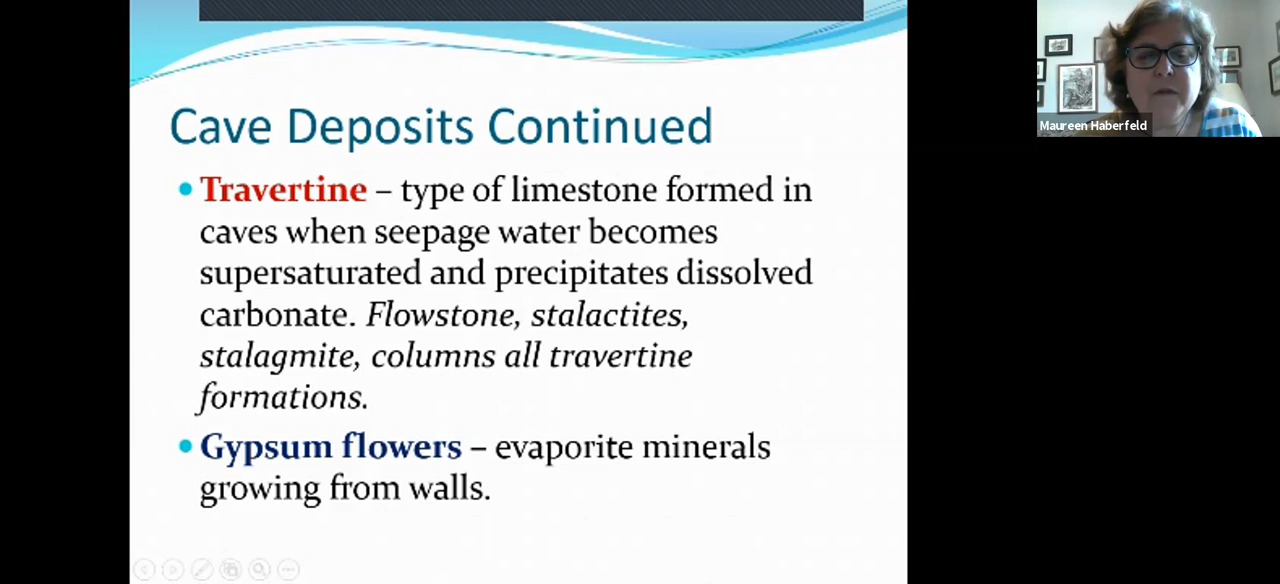 Cave Deposits Continued
Travertine – type of limestone formed in
caves when seepage water becomes
supersaturated and precipitates dissolved
carbonate. Flowstone, stalactites,
stalagmite, columns all travertine
formations.
Gypsum flowers – evaporite minerals
growing from walls.
Maureen Haberfeld